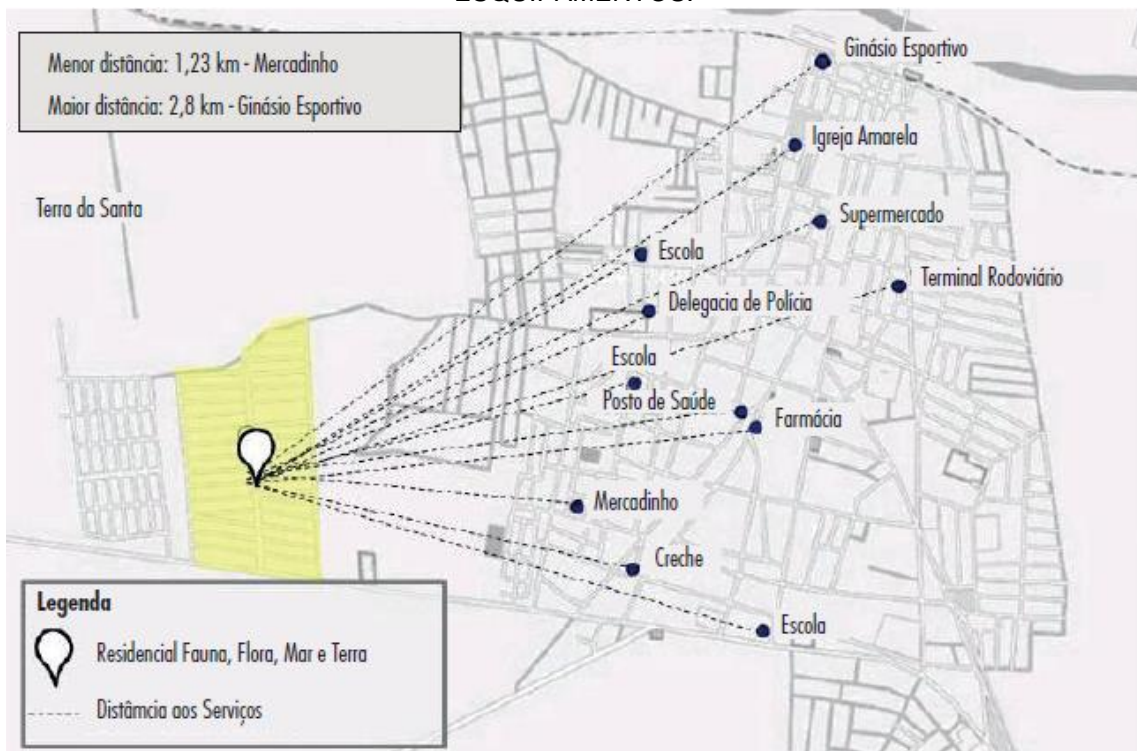 Menor distância: 1,23 km - Mercadinho
Maior distância: 2,8 km - Ginásio Esportivo
Ginásio Esportivo
Igreja Amarela
Terra da Santa
Supermercado
Escola
Terminal Rodoviário
Delegacia de Polícia
Escola
Posto de Saúde
Farmácia
Mercadinho
Creche
Escola
Legenda
Residencial Fauna, Flora, Mar e Terra
Distâmcia aos Serviços